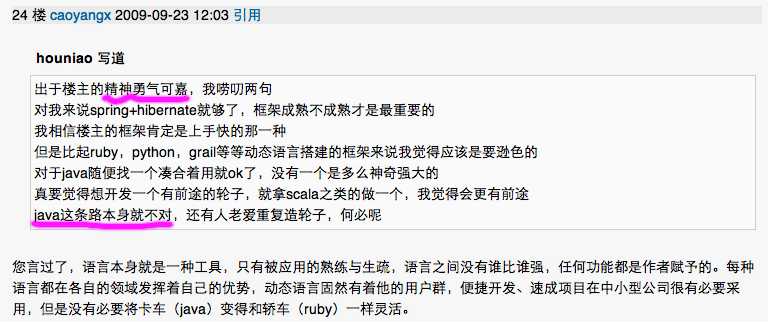 24 楼 caoyangx 2009-09-23 12:03 引用
houniao 写道
出于楼主的精神勇气可嘉，我唠叨两句
对我来说spring+hibernate就够了，框架成熟不成熟才是最重要的
我相信楼主的框架肯定是上手快的那一种
但是比起ruby，python，grail等等动态语言搭建的框架来说我觉得应该是要逊色的
对于java随便找一个凑合着用就ok了，没有一个是多么神奇强大的
真要觉得想开发一个有前途的轮子，就拿scala之类的做一个，我觉得会更有前途
java这条路本身就不对，还有人老爱重复造轮子，何必呢
您言过了，语言本身就是一种工具，只有被应用的熟练与生疏，语言之间没有谁比谁强，任何功能都是作者赋予的。每种
语言都在各自的领域发挥着自己的优势，动态语言固然有着他的用户群，便捷开发、速成项目在中小型公司很有必要采
用，但是没有必要将卡车（java）变得和轿车（ruby）一样灵活。